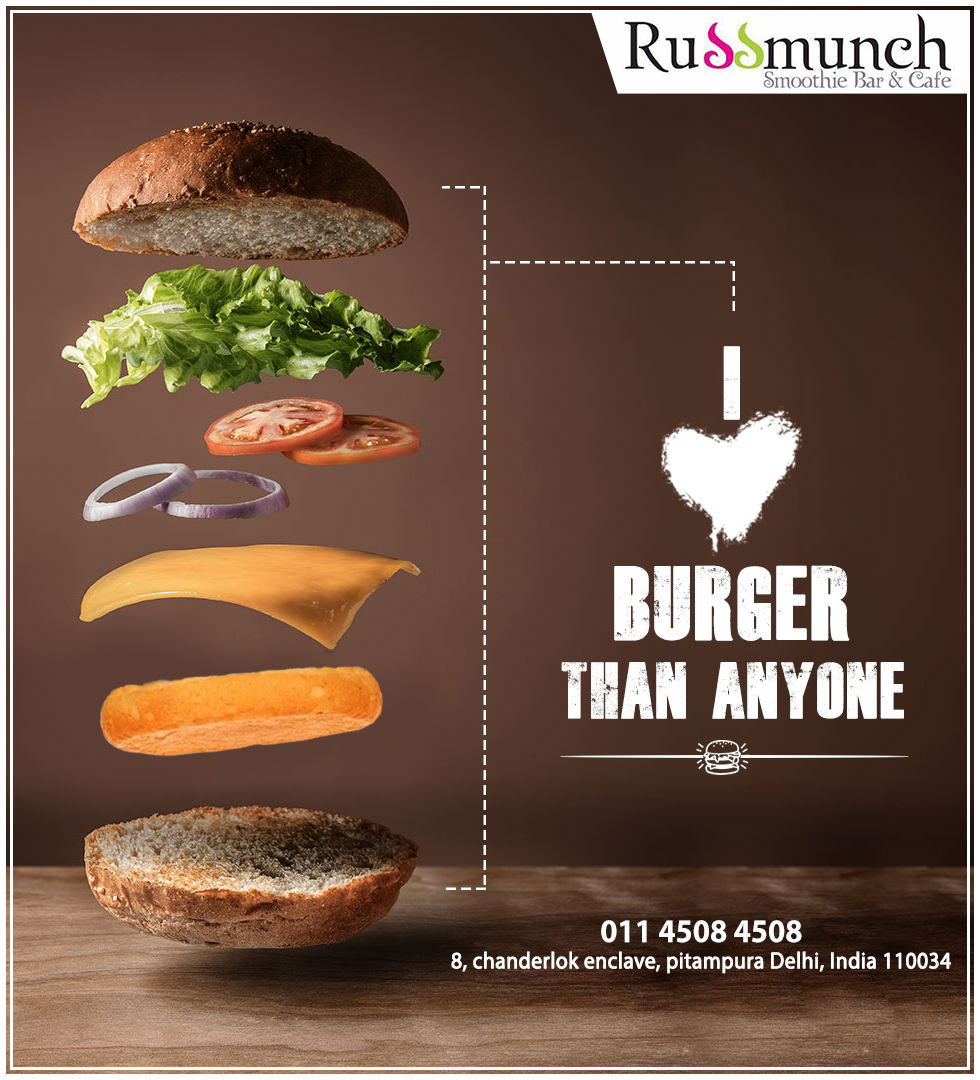 Russmunch
Smoothie Bar & Cafe
I
BURGER
THAN ANYONE
011 4508 4508
8, chanderlok enclave, pitampura Delhi, India 110034